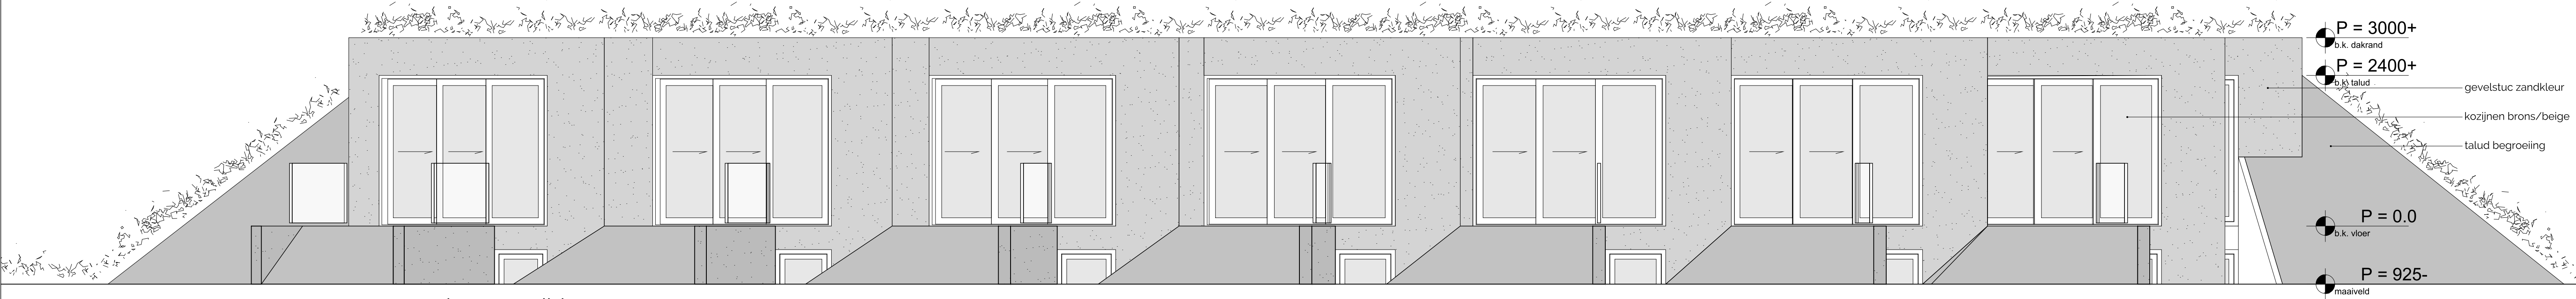 P = 3000+
b.k. dakrand
P = 2400+
b.k. talud
gevelstuc zandkleur
kozijnen brons/beige
talud begroeiing
P = 0.0
b.k. vloer
P = 925-
maaiveld